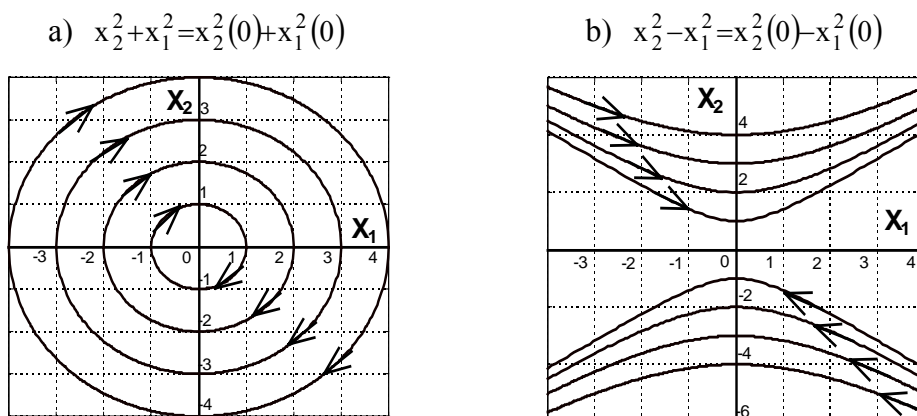 a) x₂²+x₁²=x₂²(0)+x₁²(0)
b) x₂²−x₁²=x₂²(0)−x₁²(0)
X₂
3
2
1
X₁
-3 -2 -1 0 1 2 3 4
-1
-2
-3
-4
X₂
4
2
X₁
-3 -2 -1 0 1 2 3 4
-2
-4
-6